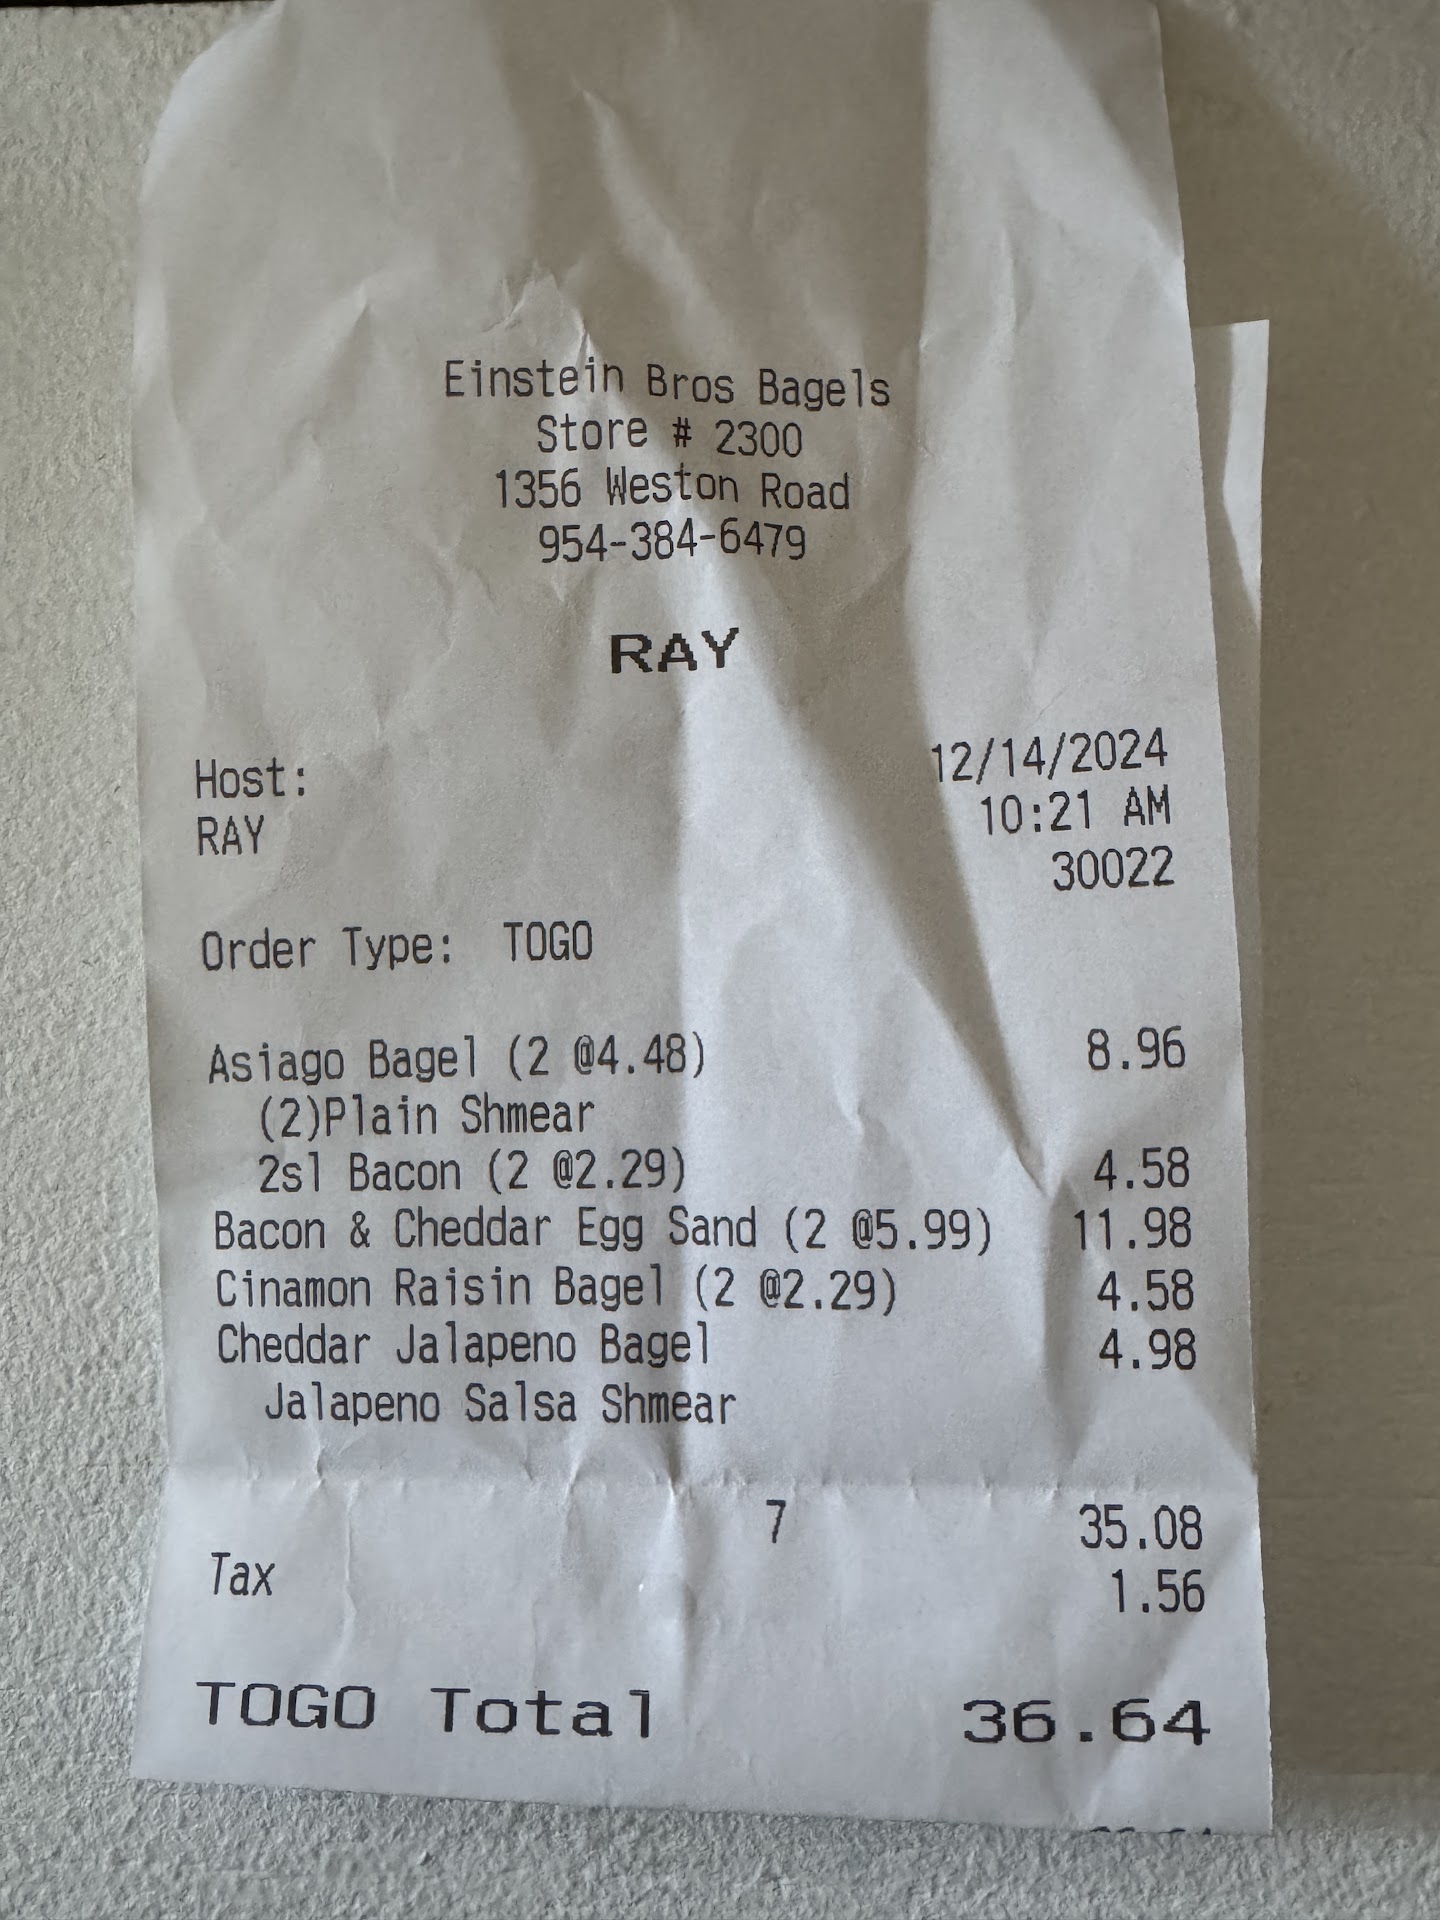 Einstein Bros Bagels
Store # 2300
1356 Weston Road
954-384-6479
RAY
Host: 12/14/2024
RAY 10:21 AM
30022
Order Type: TOGO
Asiago Bagel (2 @4.48) 8.96
(2)Plain Shmear
2sl Bacon (2 @2.29) 4.58
Bacon & Cheddar Egg Sand (2 @5.99) 11.98
Cinamon Raisin Bagel (2 @2.29) 4.58
Cheddar Jalapeno Bagel 4.98
Jalapeno Salsa Shmear
7 35.08
Tax 1.56
TOGO Total 36.64